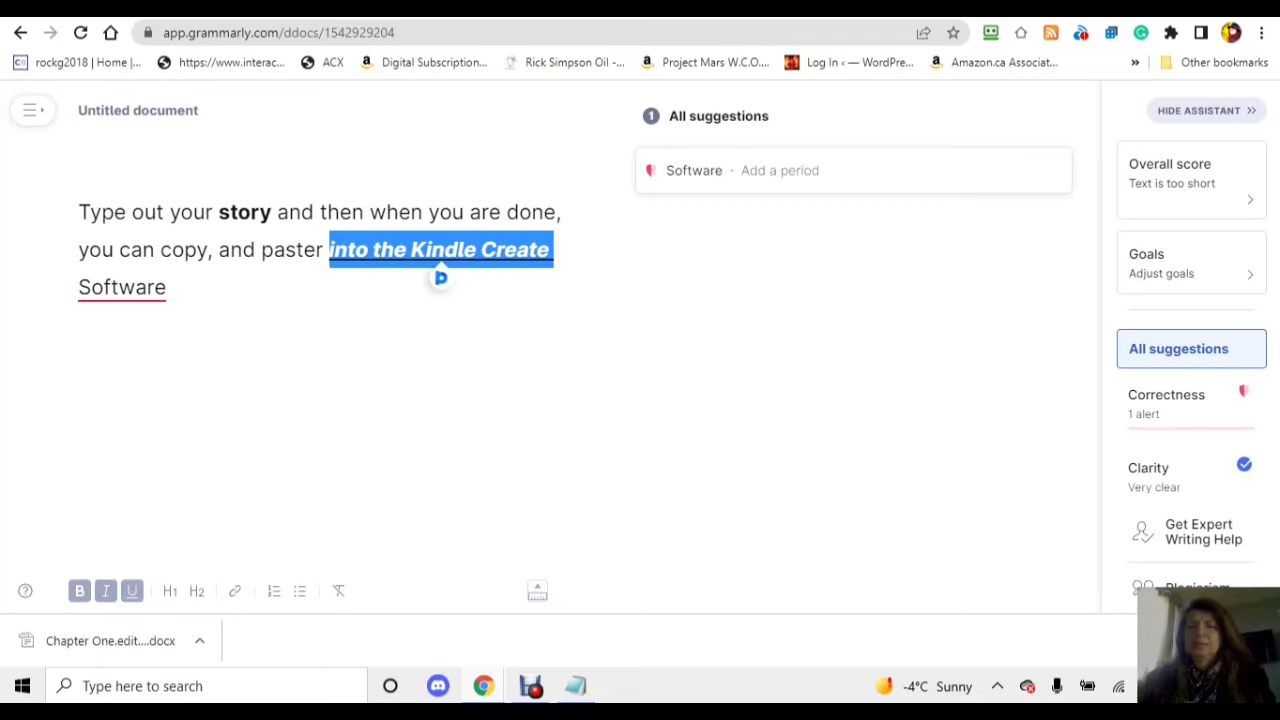 app.grammarly.com/ddocs/1542929204
rockg2018 | Home |... https://www.interac... ACX Digital Subscription... Rick Simpson Oil -... Project Mars W.C.O.... Log In ‹ — WordPre... Amazon.ca Associat... » Other bookmarks
Untitled document
1 All suggestions
HIDE ASSISTANT
Software · Add a period
Overall score
Text is too short
Type out your story and then when you are done,
you can copy, and paster into the Kindle Create
Software
Goals
Adjust goals
All suggestions
Correctness
1 alert
Clarity
Very clear
Get Expert
Writing Help
Plagiarism
B I U H1 H2
Chapter One.edit....docx
Type here to search
-4°C Sunny